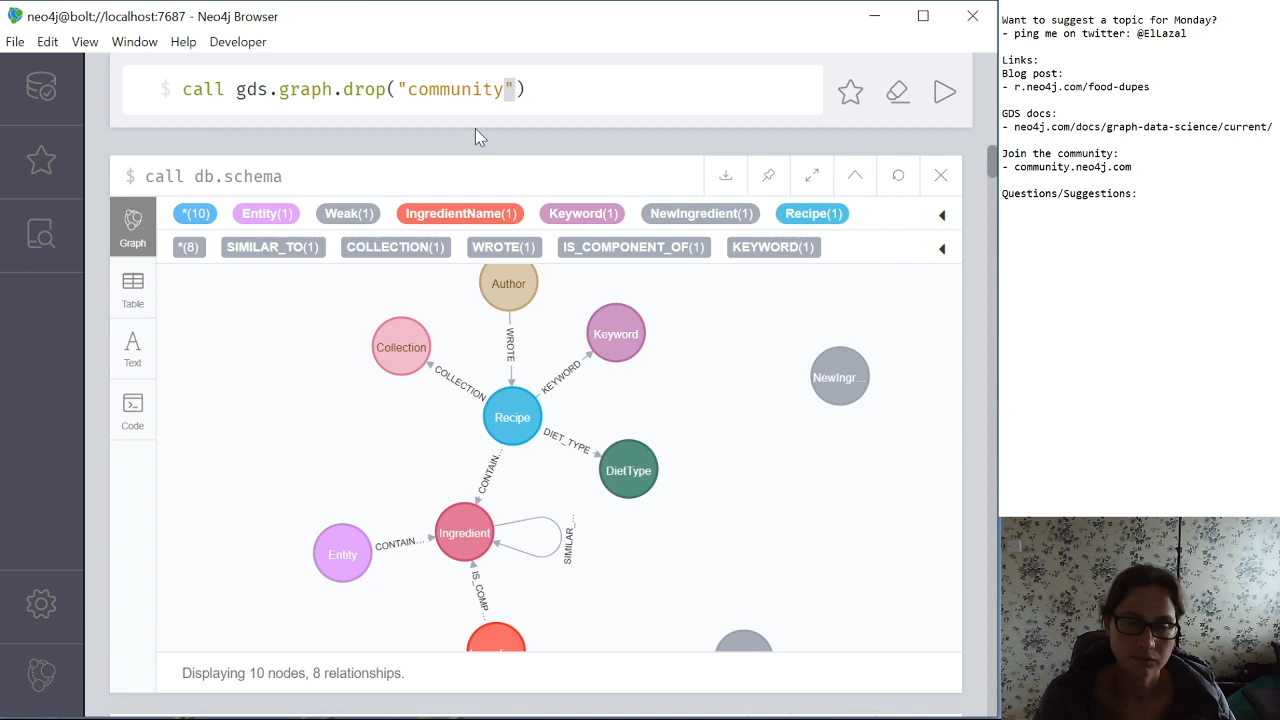 neo4j@bolt://localhost:7687 - Neo4j Browser
File Edit View Window Help Developer
$ call gds.graph.drop("community")
$ call db.schema
Graph
Table
Text
Code
*(10) Entity(1) Weak(1) IngredientName(1) Keyword(1) NewIngredient(1) Recipe(1)
*(8) SIMILAR_TO(1) COLLECTION(1) WROTE(1) IS_COMPONENT_OF(1) KEYWORD(1)
Author
WROTE
Keyword
KEYWORD
Collection
COLLECTION
NewIngr...
Recipe
DIET_TYPE
DietType
CONTAIN...
Ingredient
SIMILAR_...
Entity
CONTAIN...
IS_COMP...
Displaying 10 nodes, 8 relationships.
Want to suggest a topic for Monday?
- ping me on twitter: @ElLazal
Links:
Blog post:
- r.neo4j.com/food-dupes
GDS docs:
- neo4j.com/docs/graph-data-science/current/
Join the community:
- community.neo4j.com
Questions/Suggestions: